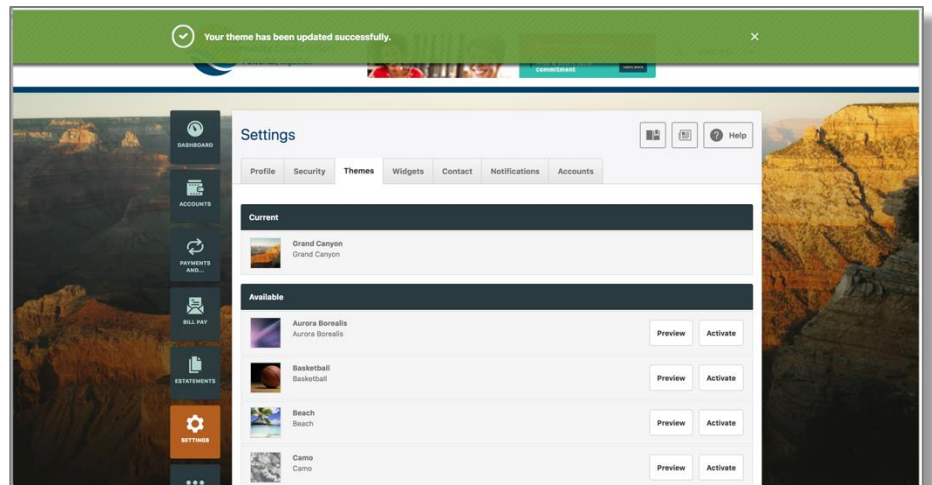 Your theme has been updated successfully.
commitment
Settings
Help
Profile Security Themes Widgets Contact Notifications Accounts
DASHBOARD
ACCOUNTS
PAYMENTS
AND...
BILL PAY
ESTATEMENTS
SETTINGS
Current
Grand Canyon
Grand Canyon
Available
Aurora Borealis
Aurora Borealis
Preview Activate
Basketball
Basketball
Preview Activate
Beach
Beach
Preview Activate
Camo
Camo
Preview Activate